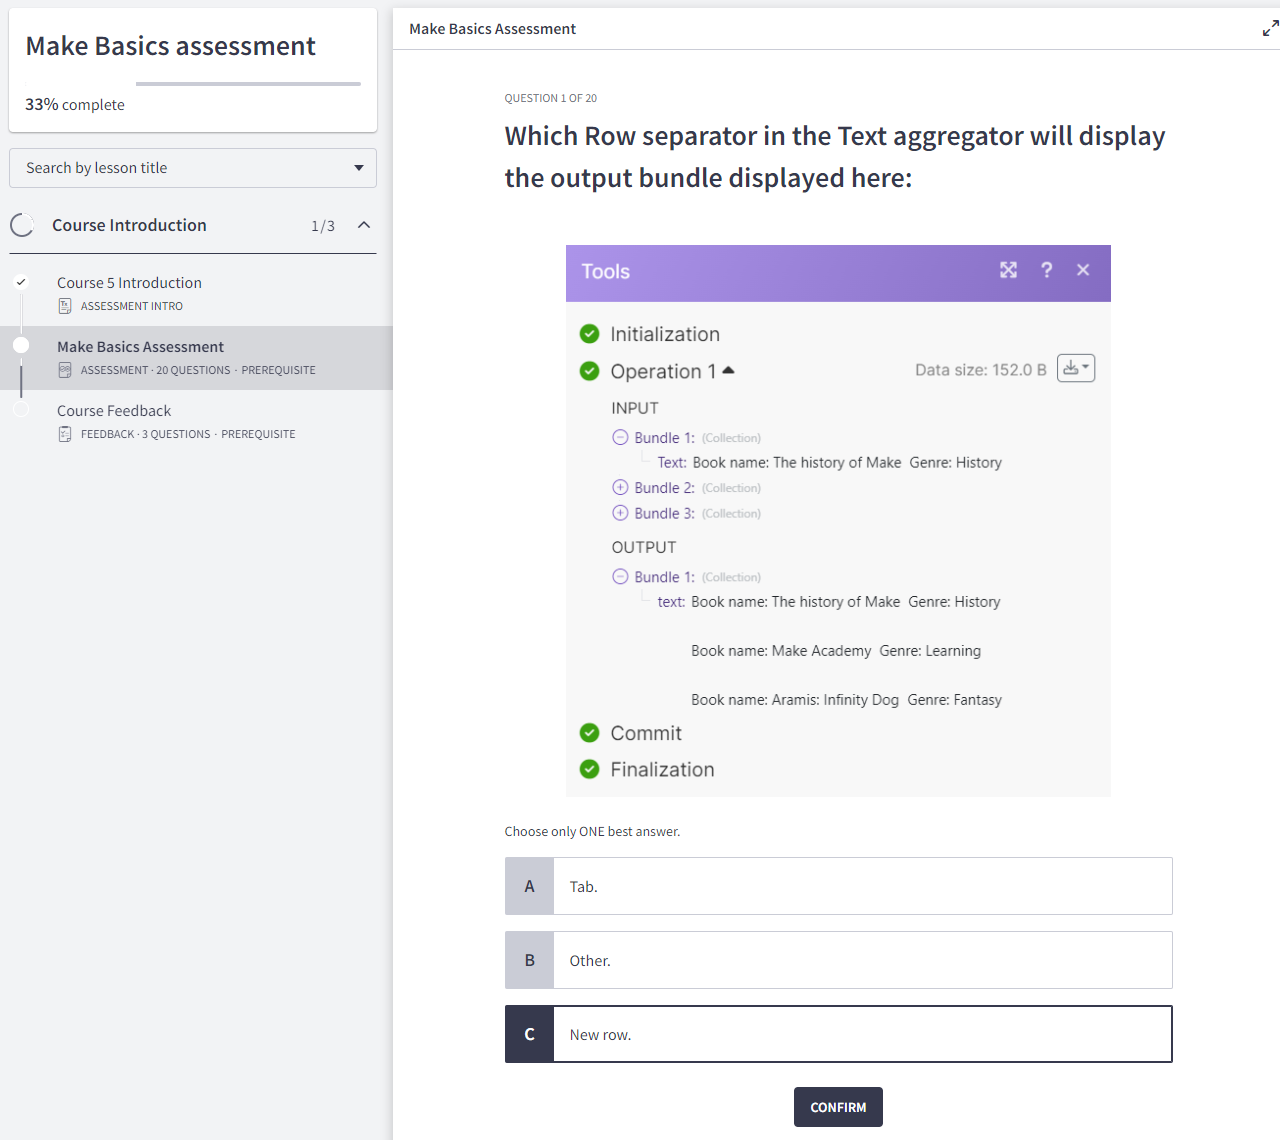 Make Basics assessment
33% complete
Search by lesson title
Course Introduction 1/3
Course 5 Introduction
ASSESSMENT INTRO
Make Basics Assessment
ASSESSMENT · 20 QUESTIONS · PREREQUISITE
Course Feedback
FEEDBACK · 3 QUESTIONS · PREREQUISITE
Make Basics Assessment
QUESTION 1 OF 20
Which Row separator in the Text aggregator will display
the output bundle displayed here:
Tools ?
Initialization
Operation 1 Data size: 152.0 B
INPUT
Bundle 1: (Collection)
Text: Book name: The history of Make Genre: History
Bundle 2: (Collection)
Bundle 3: (Collection)
OUTPUT
Bundle 1: (Collection)
text: Book name: The history of Make Genre: History
Book name: Make Academy Genre: Learning
Book name: Aramis: Infinity Dog Genre: Fantasy
Commit
Finalization
Choose only ONE best answer.
A Tab.
B Other.
C New row.
CONFIRM